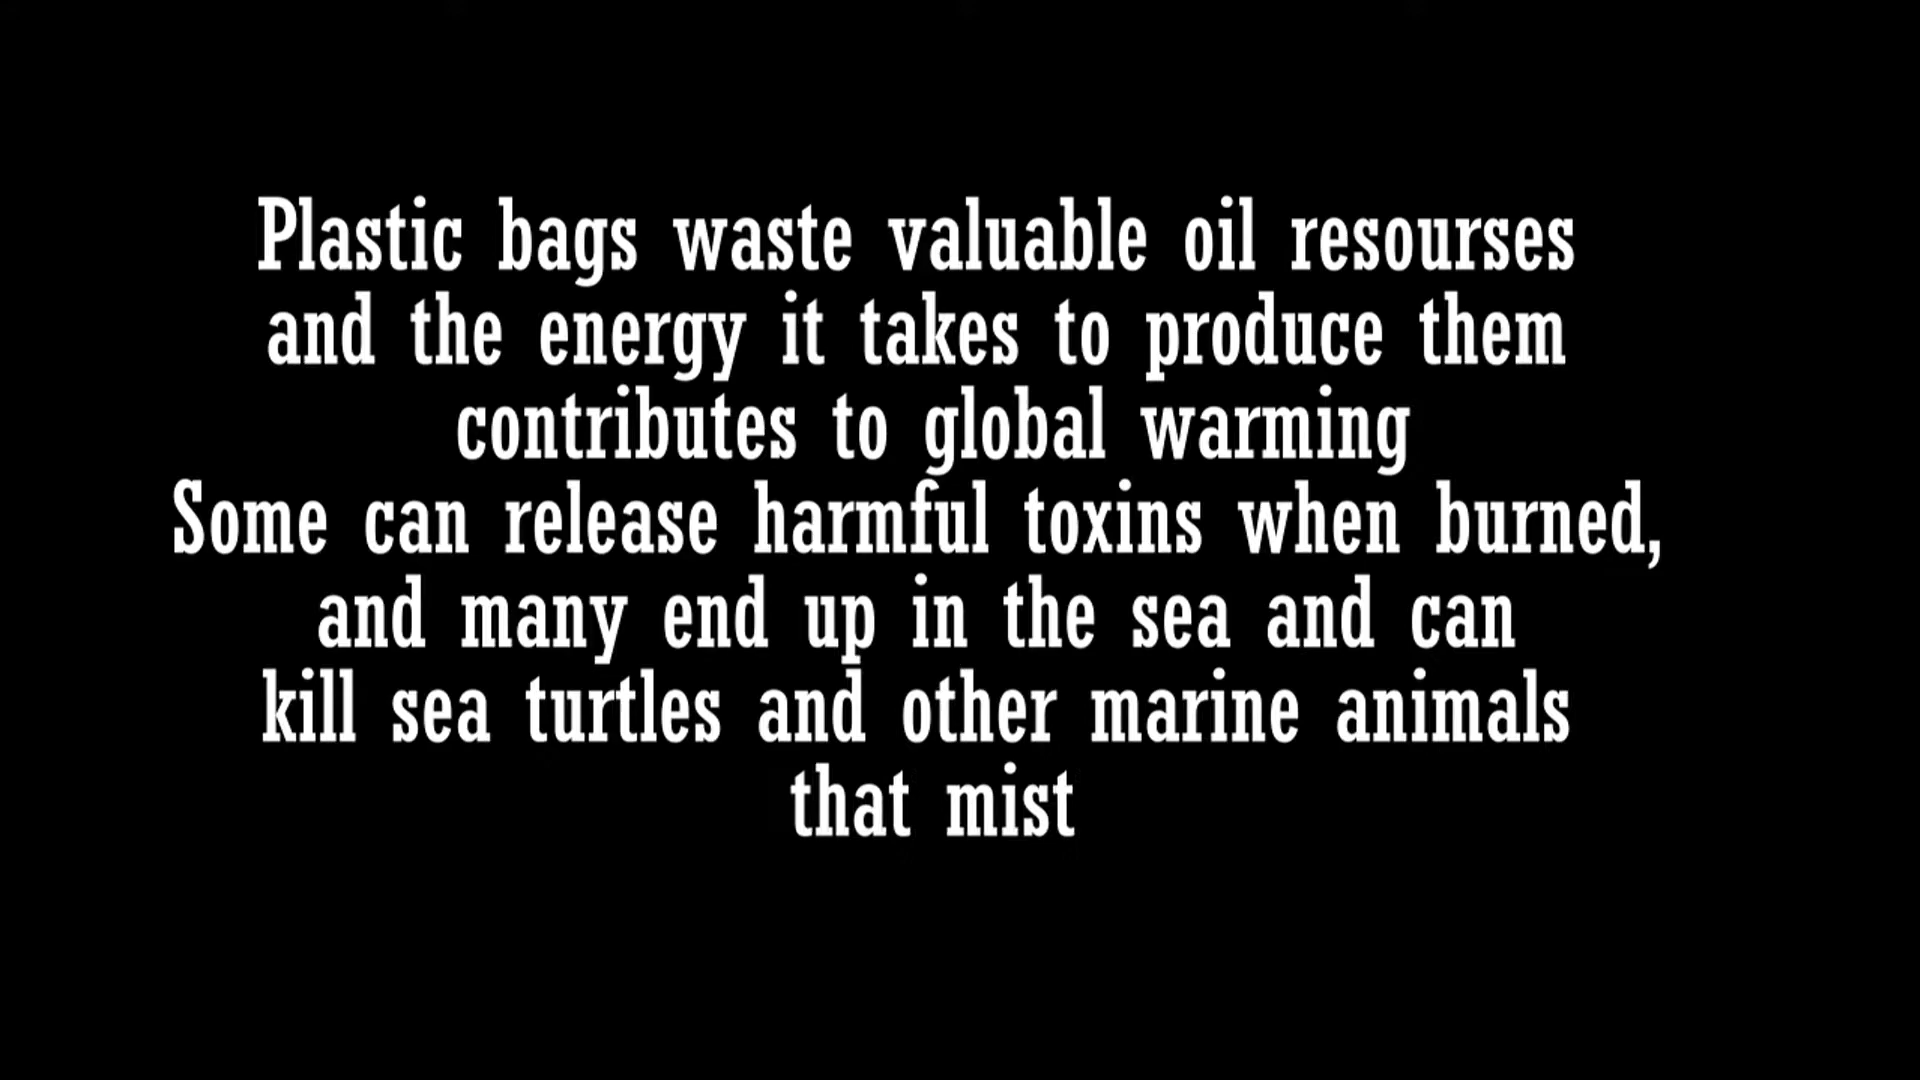 Plastic bags waste valuable oil resourses
and the energy it takes to produce them
contributes to global warming
Some can release harmful toxins when burned,
and many end up in the sea and can
kill sea turtles and other marine animals
that mist